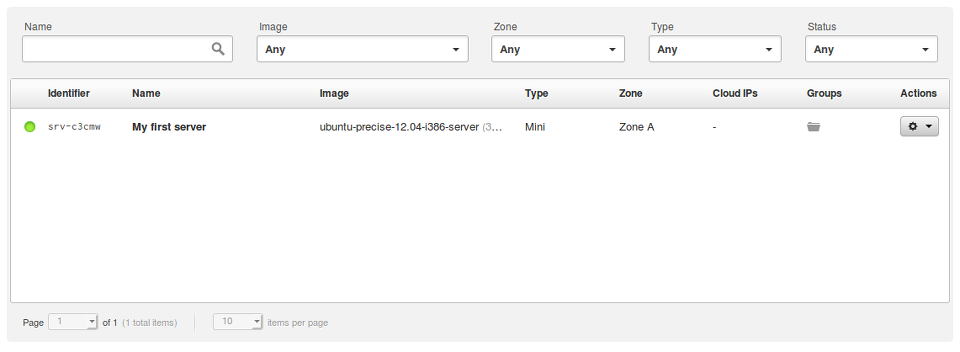 Name Image Zone Type Status
Any Any Any Any
Identifier Name Image Type Zone Cloud IPs Groups Actions
srv-c3cmw My first server ubuntu-precise-12.04-i386-server (3... Mini Zone A -
Page 1 of 1 (1 total items) 10 items per page